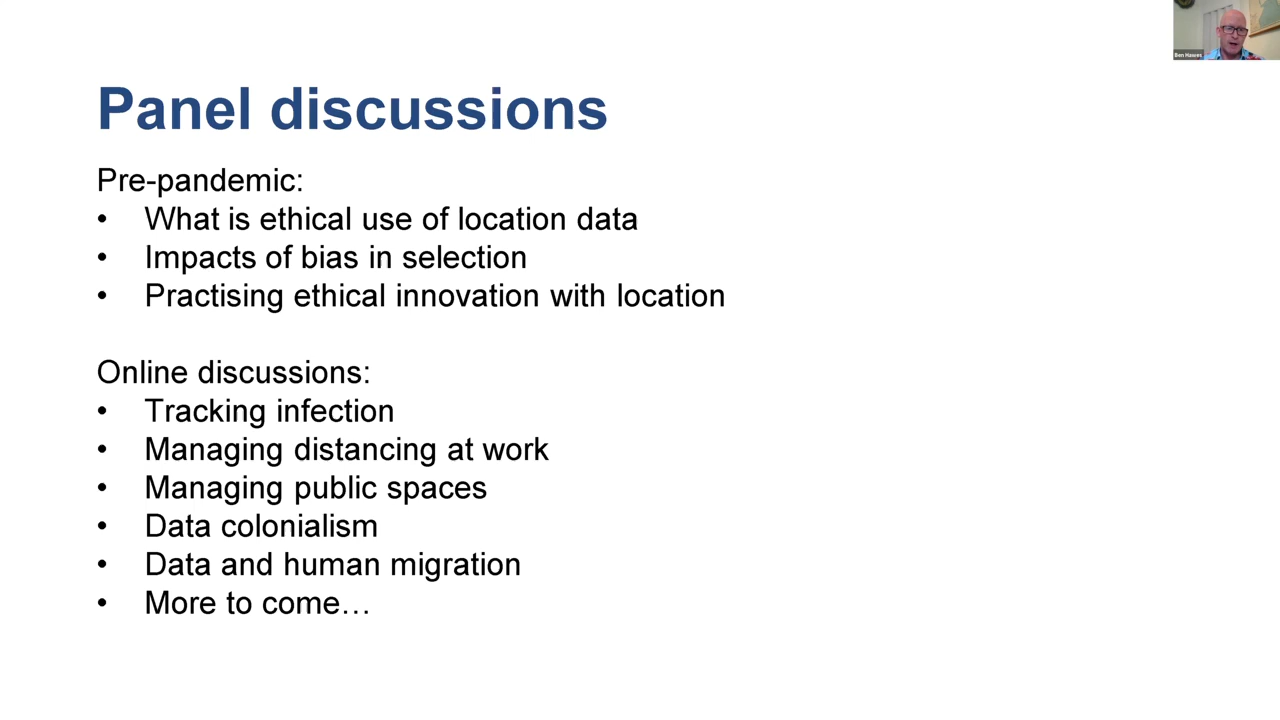 Ben Hawes
Panel discussions
Pre-pandemic:
• What is ethical use of location data
• Impacts of bias in selection
• Practising ethical innovation with location
Online discussions:
• Tracking infection
• Managing distancing at work
• Managing public spaces
• Data colonialism
• Data and human migration
• More to come…